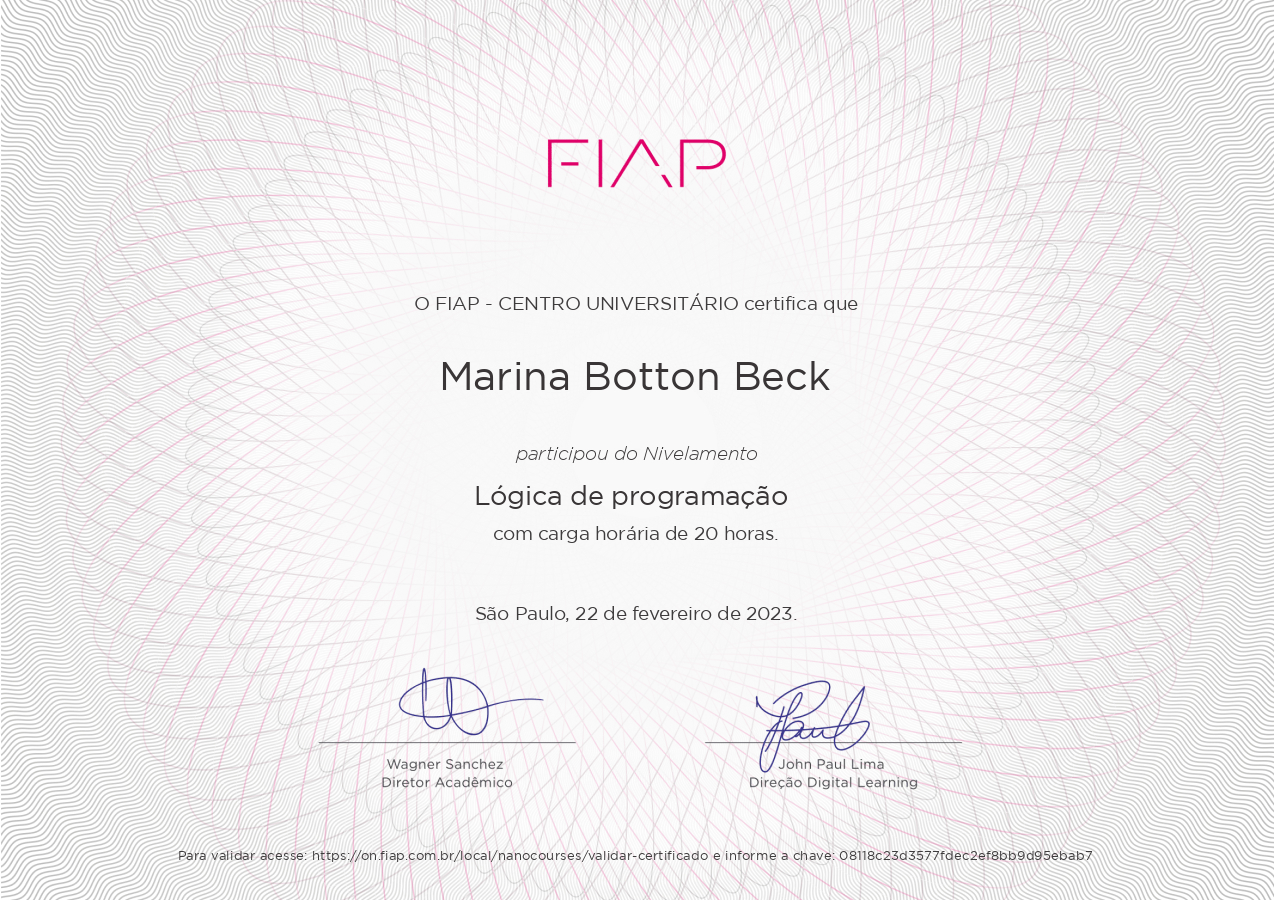 FIAP
O FIAP - CENTRO UNIVERSITÁRIO certifica que
Marina Botton Beck
participou do Nivelamento
Lógica de programação
com carga horária de 20 horas.
São Paulo, 22 de fevereiro de 2023.
Wagner Sanchez
Diretor Acadêmico
John Paul Lima
Direção Digital Learning
Para validar acesse: https://on.fiap.com.br/local/nanocourses/validar-certificado e informe a chave: 08118c23d3577fdec2ef8bb9d95ebab7